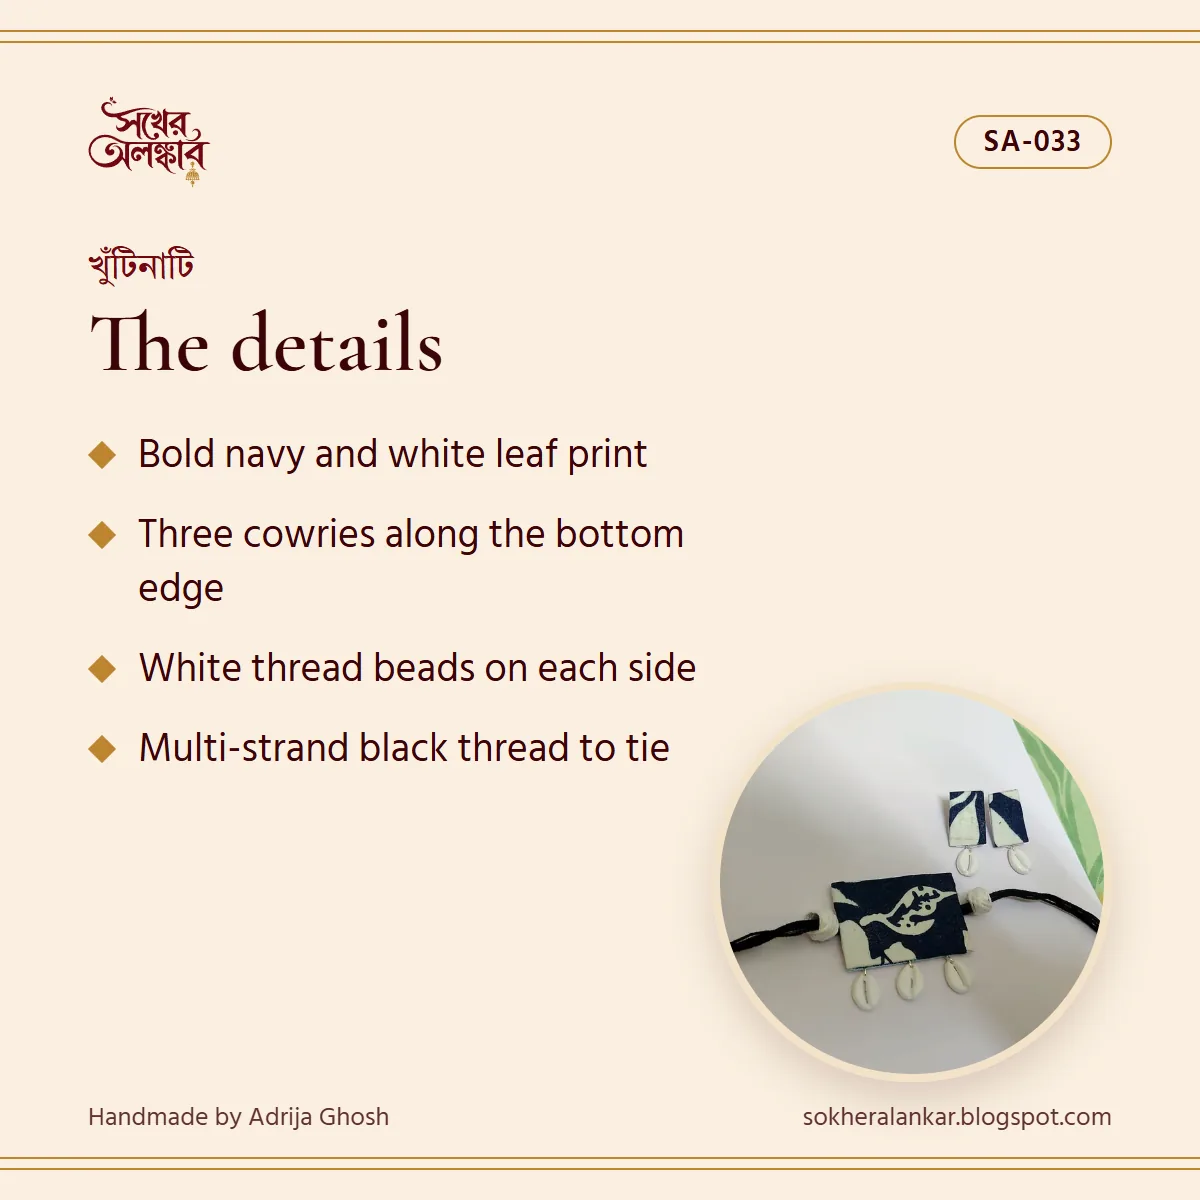 সখের
অলঙ্কার
SA-033
খুঁটিনাটি
The details
Bold navy and white leaf print
Three cowries along the bottom
edge
White thread beads on each side
Multi-strand black thread to tie
Handmade by Adrija Ghosh
sokheralankar.blogspot.com